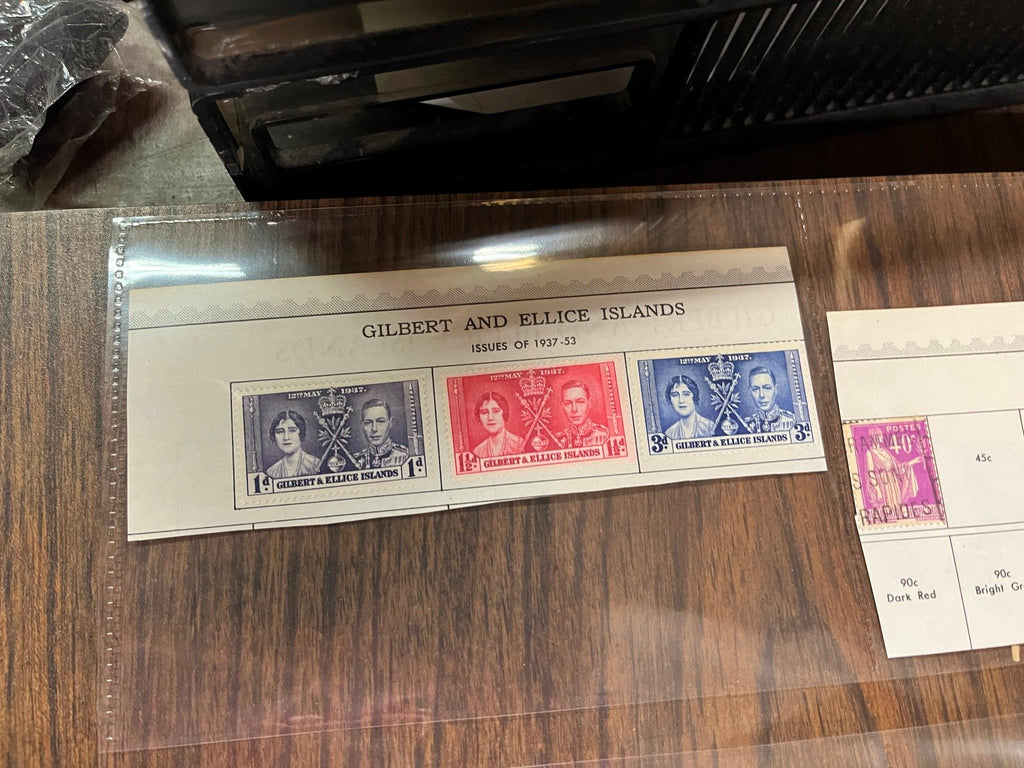 GILBERT AND ELLICE ISLANDS
ISSUES OF 1937-53
12TH MAY 1937.
1d. 1d.
GILBERT & ELLICE ISLANDS
12TH MAY 1937.
1½d 1½d
GILBERT & ELLICE ISLANDS
12TH MAY 1937.
3d 3d
GILBERT & ELLICE ISLANDS
POSTES
40c
45c
90c
Dark Red
90c
Bright Gr